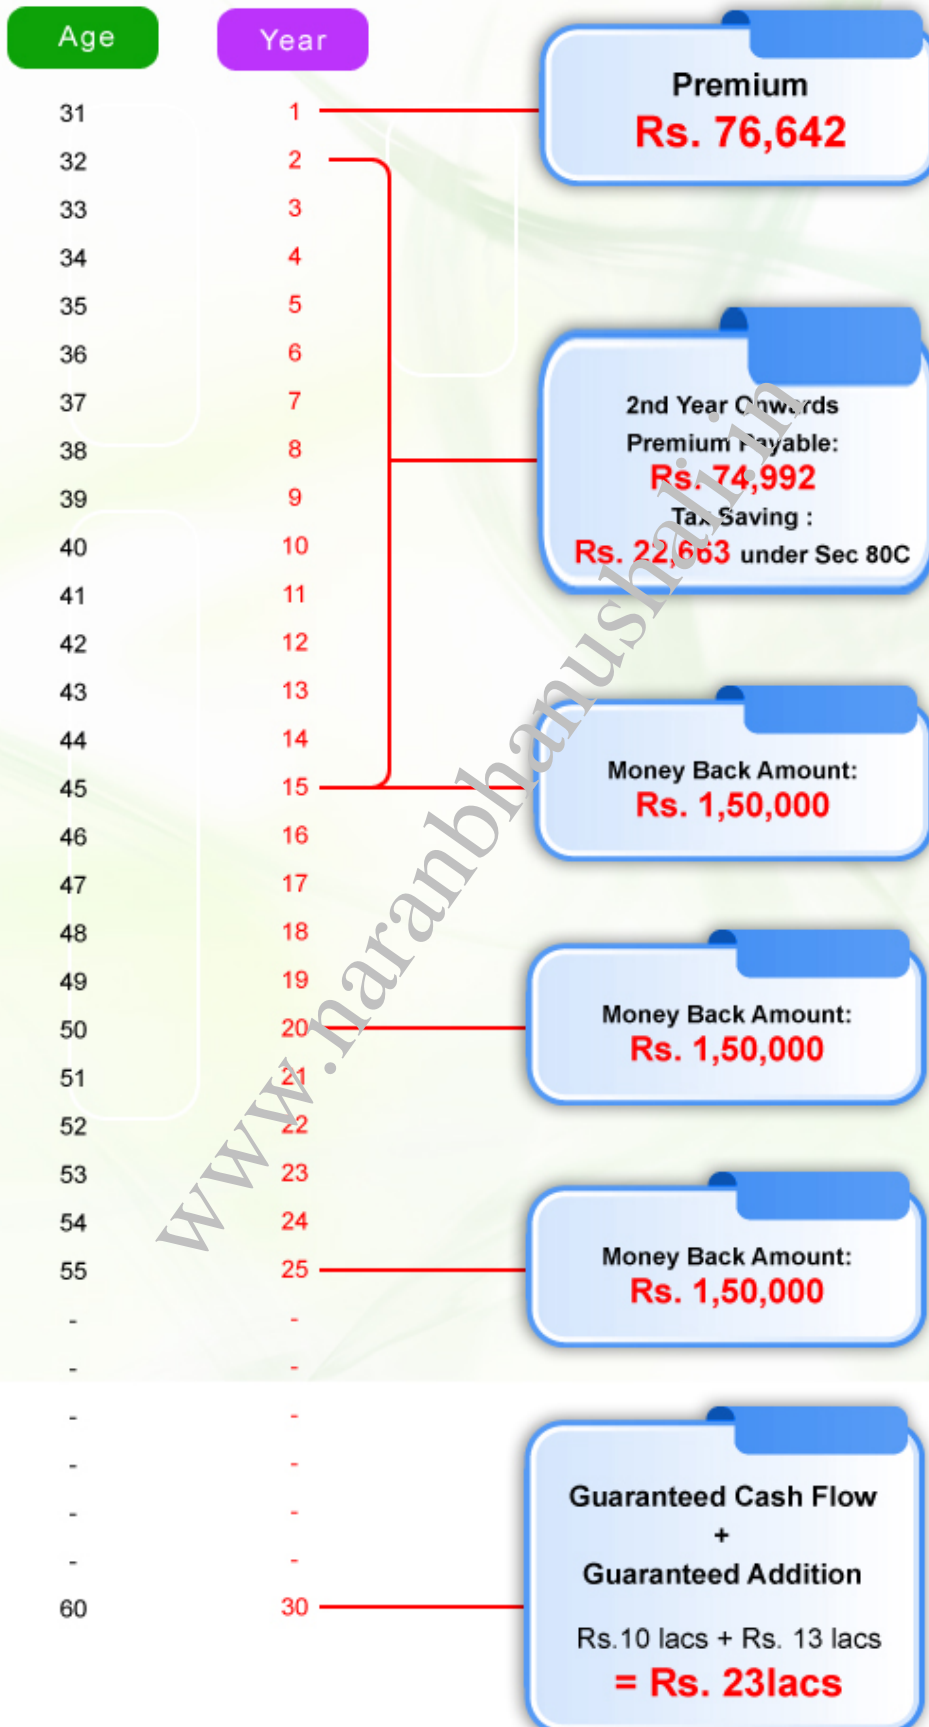 Age Year
31 1
32 2
33 3
34 4
35 5
36 6
37 7
38 8
39 9
40 10
41 11
42 12
43 13
44 14
45 15
46 16
47 17
48 18
49 19
50 20
51 21
52 22
53 23
54 24
55 25
- -
- -
- -
- -
- -
- -
60 30
Premium
Rs. 76,642
2nd Year Onwards
Premium Payable:
Rs. 74,992
Tax Saving :
Rs. 22,663 under Sec 80C
Money Back Amount:
Rs. 1,50,000
Money Back Amount:
Rs. 1,50,000
Money Back Amount:
Rs. 1,50,000
Guaranteed Cash Flow
+
Guaranteed Addition
Rs.10 lacs + Rs. 13 lacs
= Rs. 23lacs
www.naranbhanushali.in